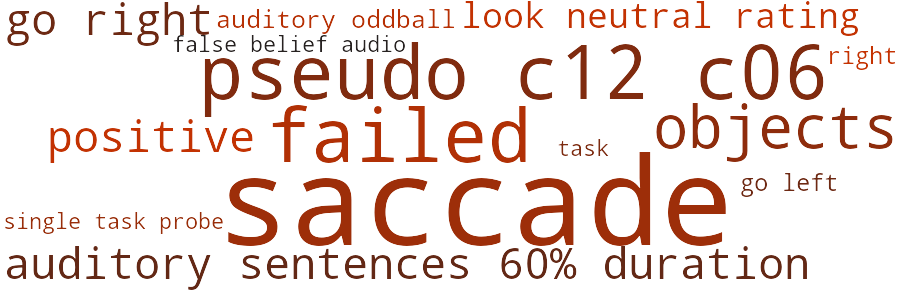 go right
auditory oddball
look neutral rating
false belief audio
right
pseudo
c12
c06
positive
failed
objects
task
saccade
go left
single task probe
auditory sentences 60% duration